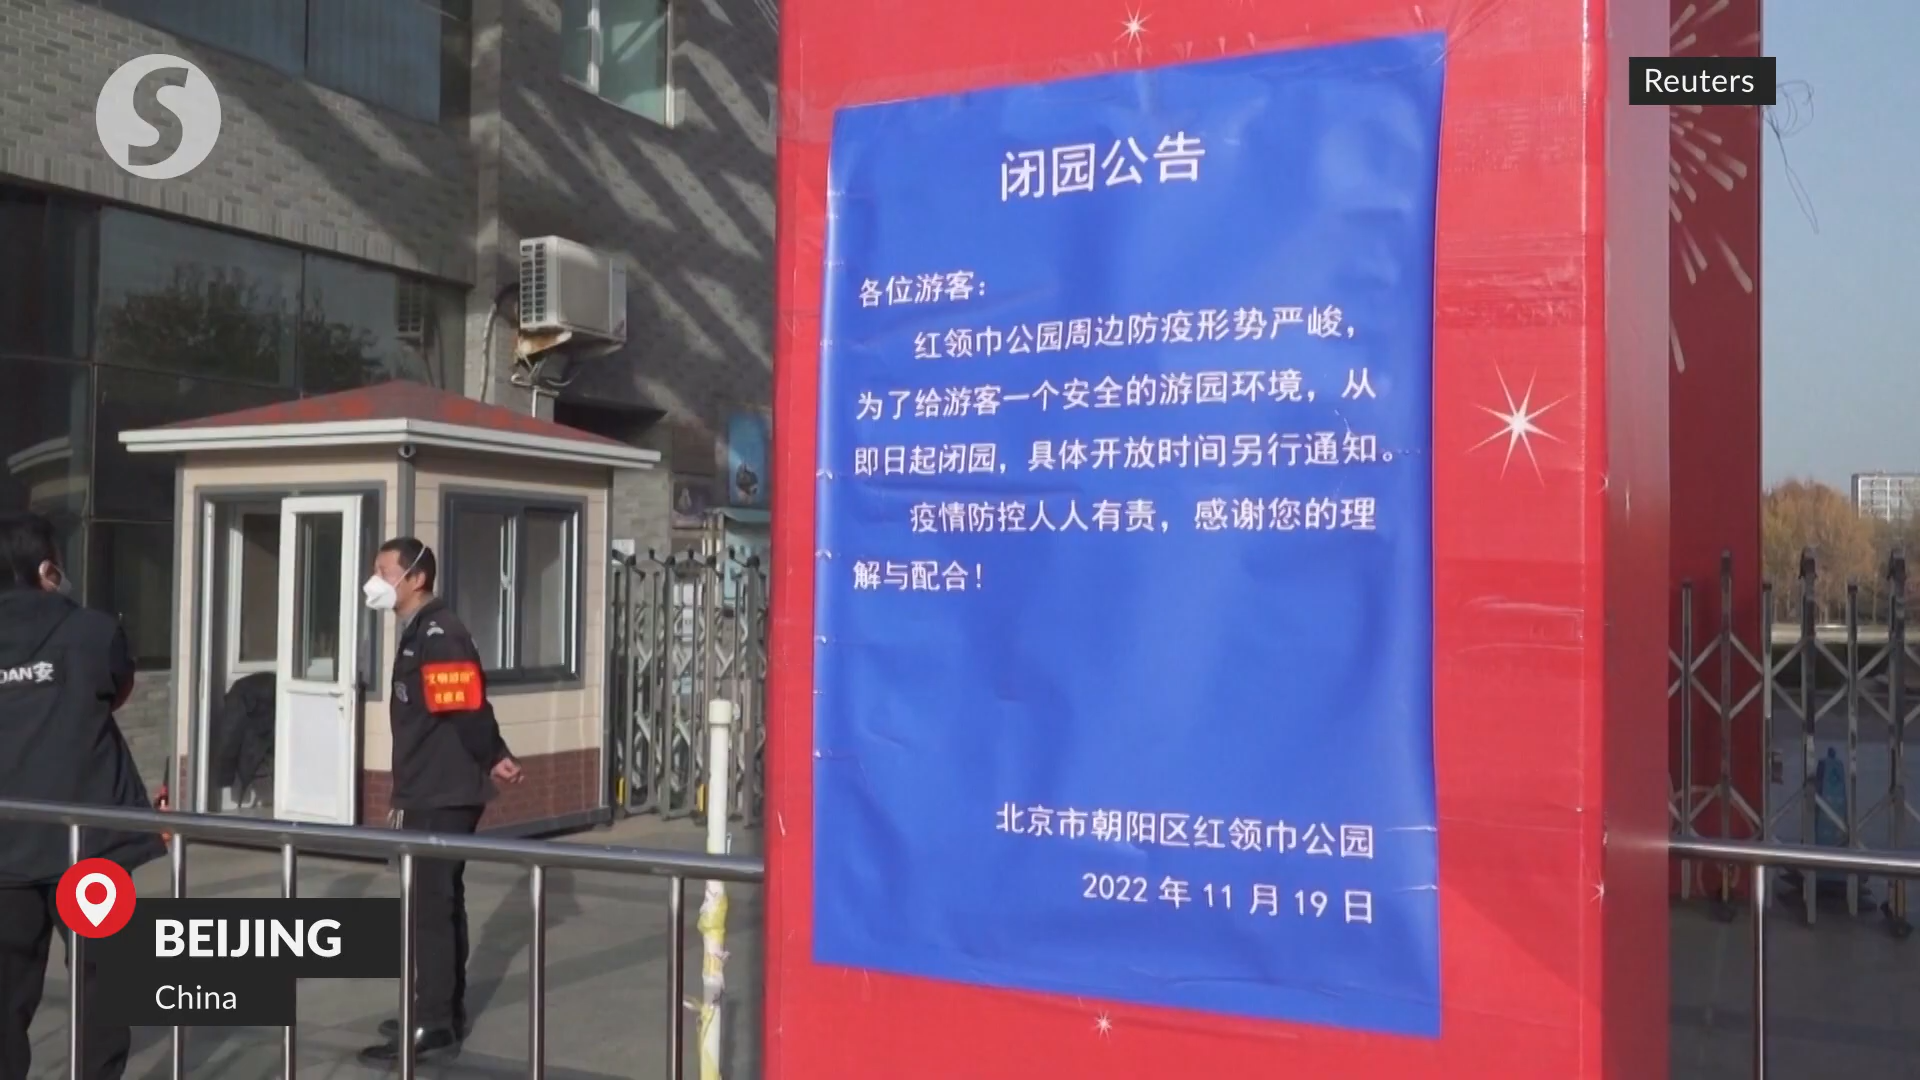 Reuters
闭园公告
各位游客：
红领巾公园周边防疫形势严峻，
为了给游客一个安全的游园环境，从
即日起闭园，具体开放时间另行通知。
疫情防控人人有责，感谢您的理
解与配合！
北京市朝阳区红领巾公园
2022年11月19日
安
BEIJING
China